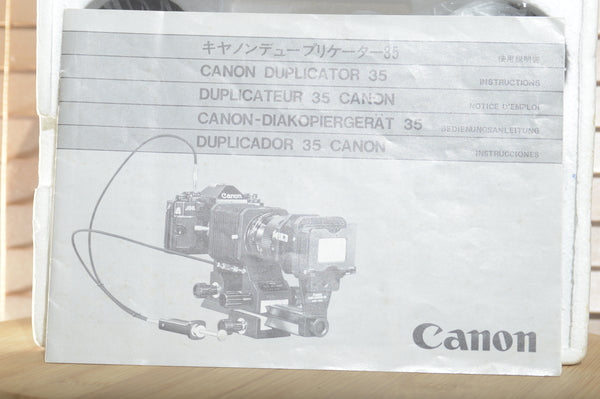 キヤノンデュープリケーター35 使用説明書
CANON DUPLICATOR 35 INSTRUCTIONS
DUPLICATEUR 35 CANON NOTICE D'EMPLOI
CANON-DIAKOPIERGERÄT 35 BEDIENUNGSANLEITUNG
DUPLICADOR 35 CANON INSTRUCCIONES
Canon
Canon